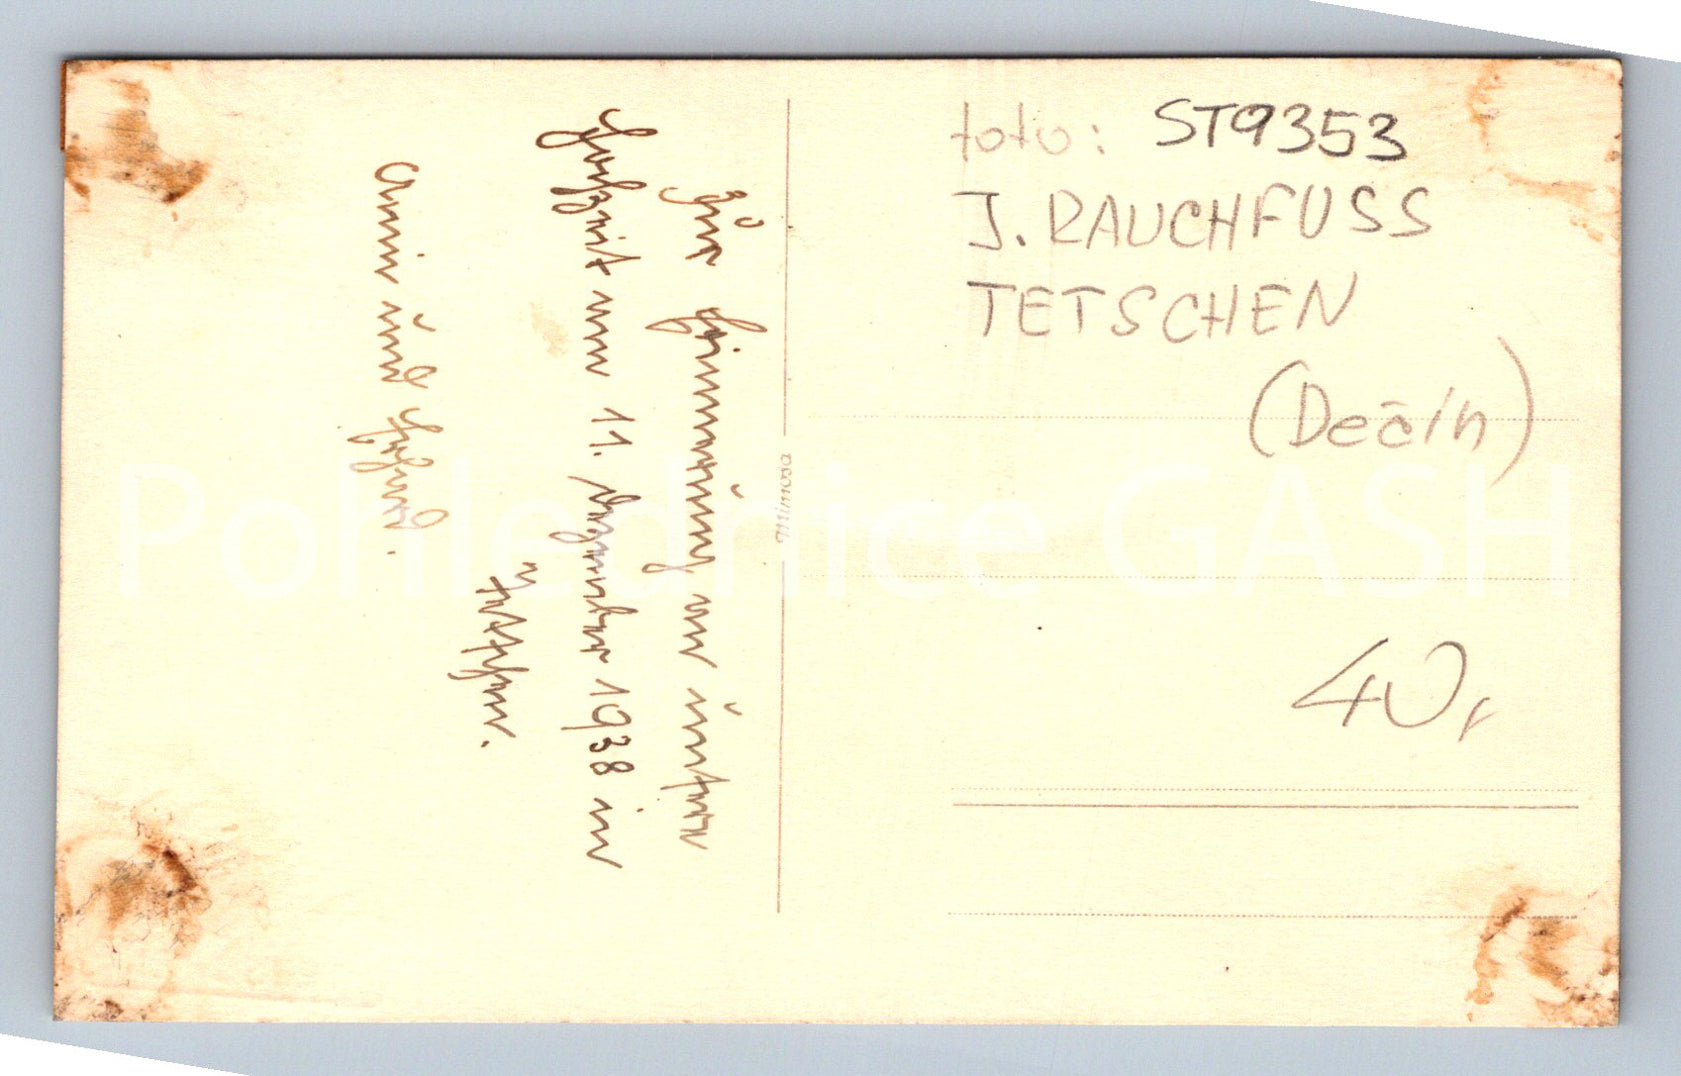 Zur Erinnerung an unsere
Hochzeit am 11. Dezember 1938 in
Tetschen.
Anni und
foto: ST9353
J. RAUCHFUSS
TETSCHEN
(Dečín)
40,
Mimosa
Pohlednice GASH